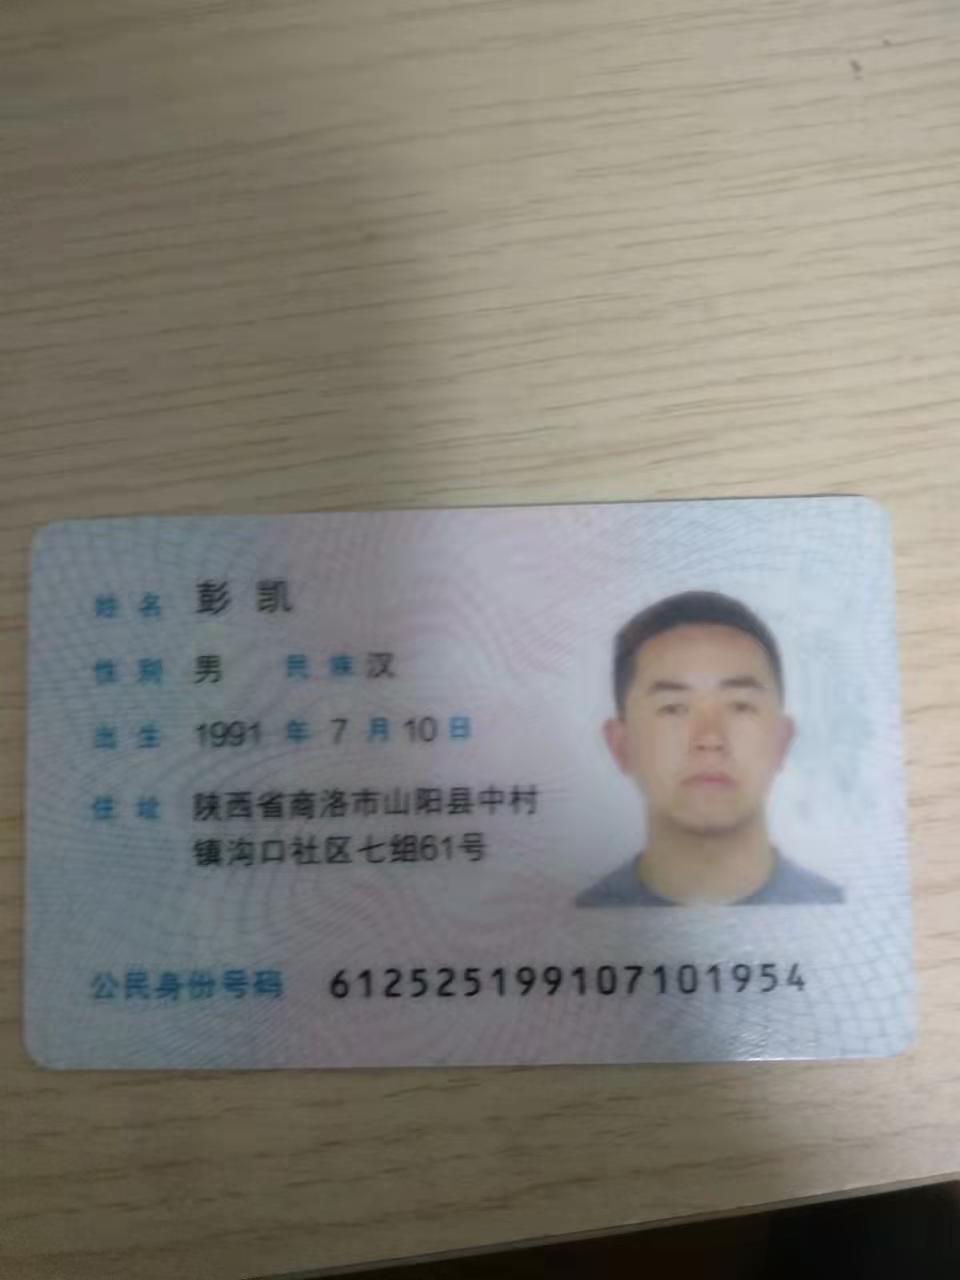 姓名 彭凯
性别 男 民族 汉
出生 1991 年 7 月 10 日
住址 陕西省商洛市山阳县中村
镇沟口社区七组61号
公民身份号码 612525199107101954